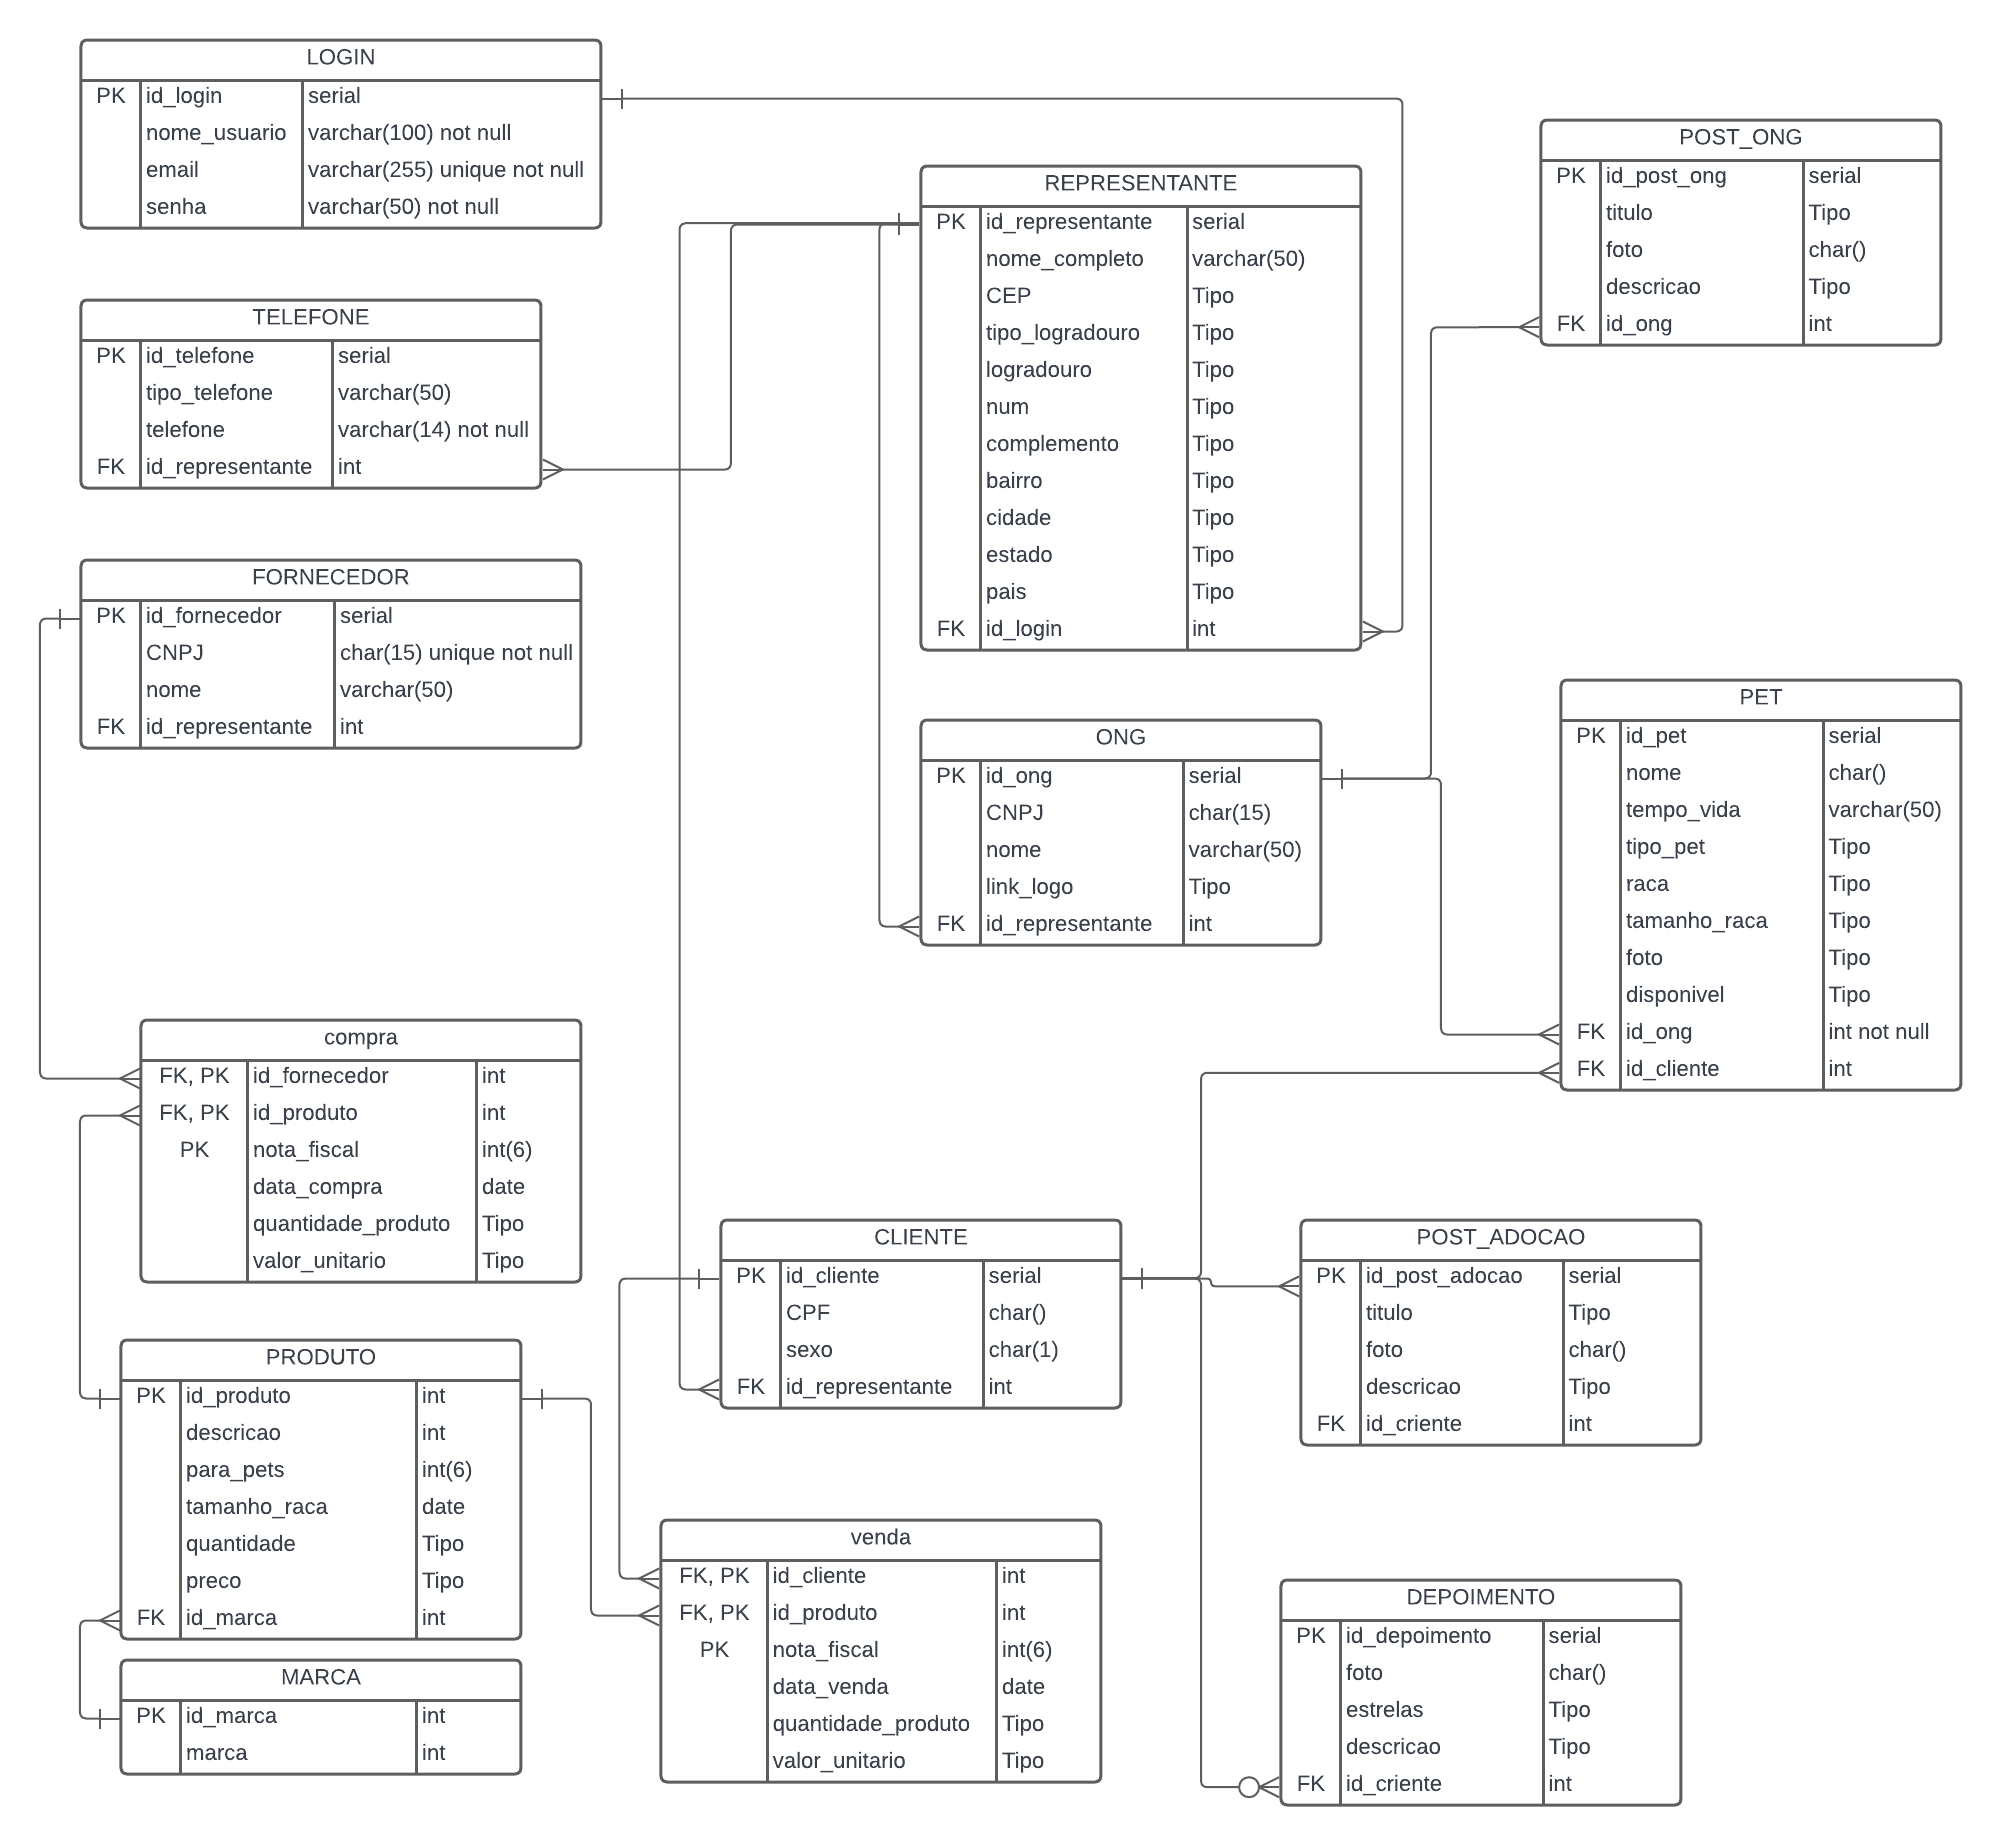 LOGIN
PK id_login serial
nome_usuario varchar(100) not null
email varchar(255) unique not null
senha varchar(50) not null
TELEFONE
PK id_telefone serial
tipo_telefone varchar(50)
telefone varchar(14) not null
FK id_representante int
FORNECEDOR
PK id_fornecedor serial
CNPJ char(15) unique not null
nome varchar(50)
FK id_representante int
REPRESENTANTE
PK id_representante serial
nome_completo varchar(50)
CEP Tipo
tipo_logradouro Tipo
logradouro Tipo
num Tipo
complemento Tipo
bairro Tipo
cidade Tipo
estado Tipo
pais Tipo
FK id_login int
POST_ONG
PK id_post_ong serial
titulo Tipo
foto char()
descricao Tipo
FK id_ong int
ONG
PK id_ong serial
CNPJ char(15)
nome varchar(50)
link_logo Tipo
FK id_representante int
PET
PK id_pet serial
nome char()
tempo_vida varchar(50)
tipo_pet Tipo
raca Tipo
tamanho_raca Tipo
foto Tipo
disponivel Tipo
FK id_ong int not null
FK id_cliente int
compra
FK, PK id_fornecedor int
FK, PK id_produto int
PK nota_fiscal int(6)
data_compra date
quantidade_produto Tipo
valor_unitario Tipo
PRODUTO
PK id_produto int
descricao int
para_pets int(6)
tamanho_raca date
quantidade Tipo
preco Tipo
FK id_marca int
MARCA
PK id_marca int
marca int
CLIENTE
PK id_cliente serial
CPF char()
sexo char(1)
FK id_representante int
venda
FK, PK id_cliente int
FK, PK id_produto int
PK nota_fiscal int(6)
data_venda date
quantidade_produto Tipo
valor_unitario Tipo
POST_ADOCAO
PK id_post_adocao serial
titulo Tipo
foto char()
descricao Tipo
FK id_criente int
DEPOIMENTO
PK id_depoimento serial
foto char()
estrelas Tipo
descricao Tipo
FK id_criente int